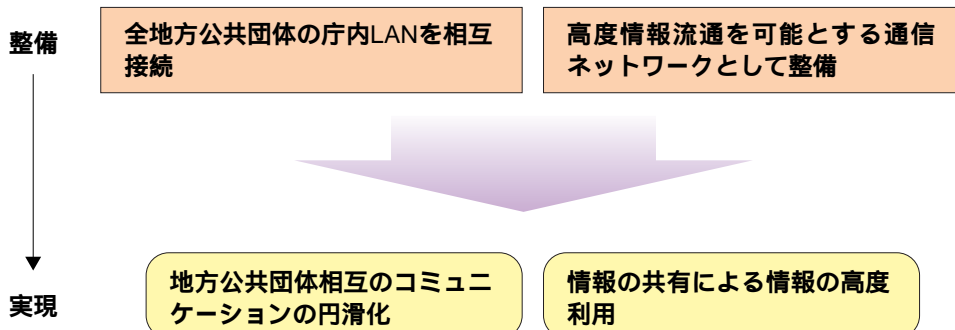 整備
全地方公共団体の庁内LANを相互
接続
高度情報流通を可能とする通信
ネットワークとして整備
実現
地方公共団体相互のコミュニ
ケーションの円滑化
情報の共有による情報の高度
利用